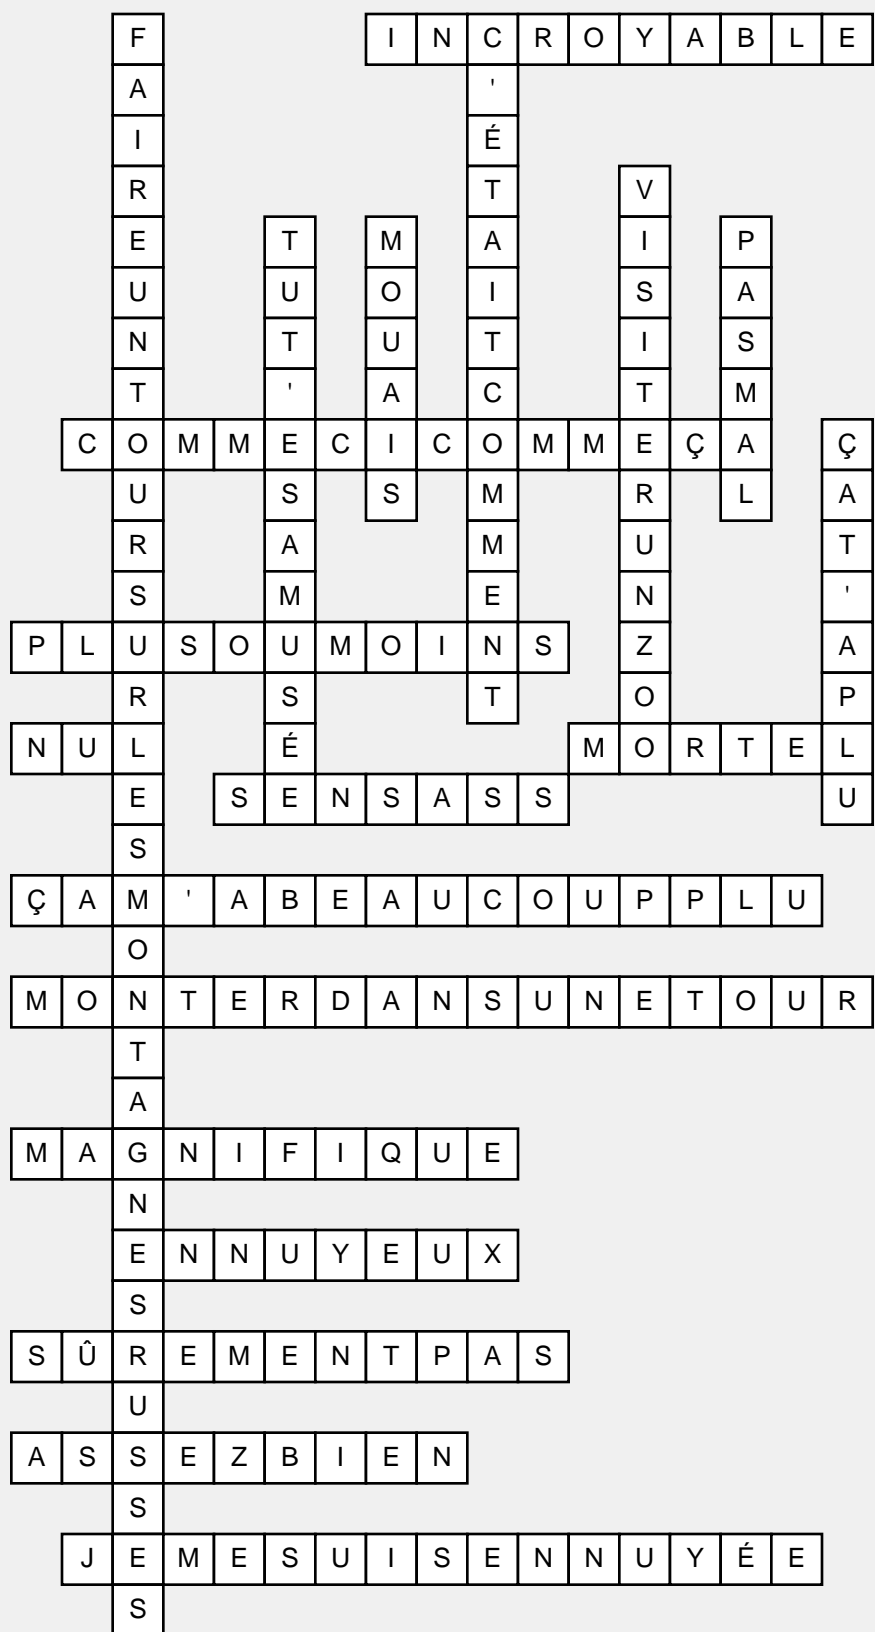 FAIREUNTOURSURLESMONTAGNESRUSSES
INCROYABLE
C'ÉTAITCOMMENT
VISITERUNZOO
TUT'ESAMUSÉE
MOUAIS
PASMAL
COMMECICOMMEÇA
ÇAT'APLU
PLUSOUMOINS
NUL
MORTEL
SENSASS
ÇAM'ABEAUCOUPPLU
MONTERDANSUNETOUR
MAGNIFIQUE
ENNUYEUX
SÛREMENTPAS
ASSEZBIEN
JEMESUISENNUYÉE